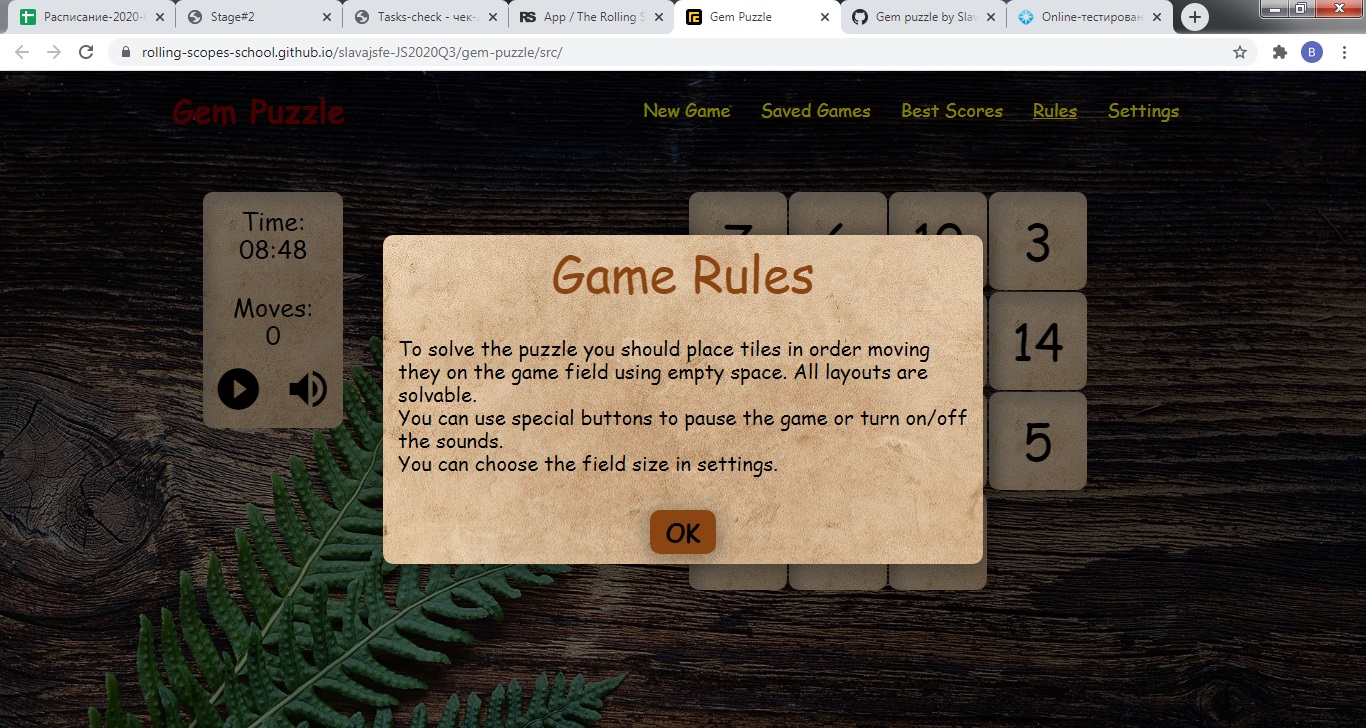 Расписание-2020-
Stage#2
Tasks-check - чек-
App / The Rolling
Gem Puzzle
Gem puzzle by Sla
Online-тестирован
rolling-scopes-school.github.io/slavajsfe-JS2020Q3/gem-puzzle/src/
B
Gem Puzzle
New Game Saved Games Best Scores Rules Settings
Time:
08:48
Moves:
0
3
14
5
Game Rules
To solve the puzzle you should place tiles in order moving
they on the game field using empty space. All layouts are
solvable.
You can use special buttons to pause the game or turn on/off
the sounds.
You can choose the field size in settings.
OK